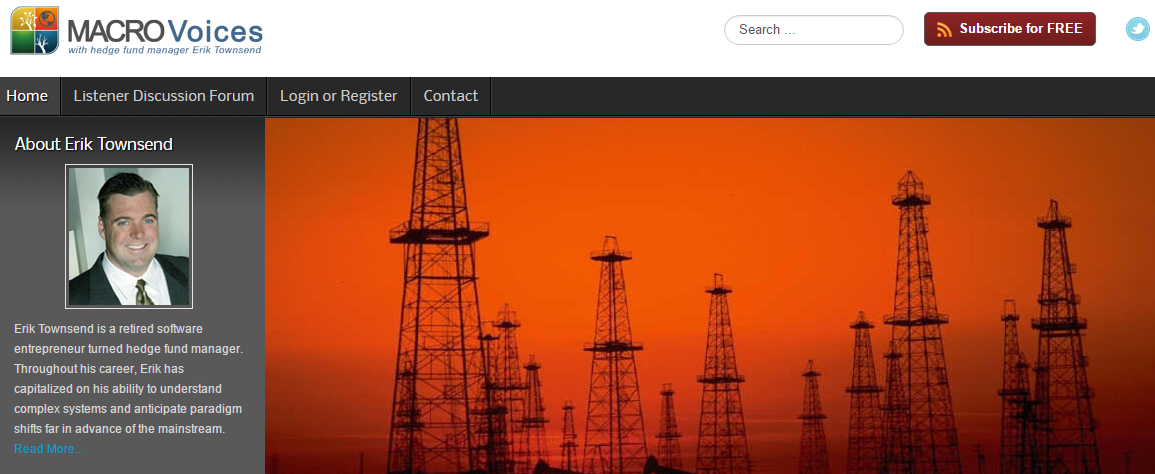 MACROVoices
with hedge fund manager Erik Townsend
Search ...
Subscribe for FREE
Home
Listener Discussion Forum
Login or Register
Contact
About Erik Townsend
Erik Townsend is a retired software
entrepreneur turned hedge fund manager.
Throughout his career, Erik has
capitalized on his ability to understand
complex systems and anticipate paradigm
shifts far in advance of the mainstream.
Read More...